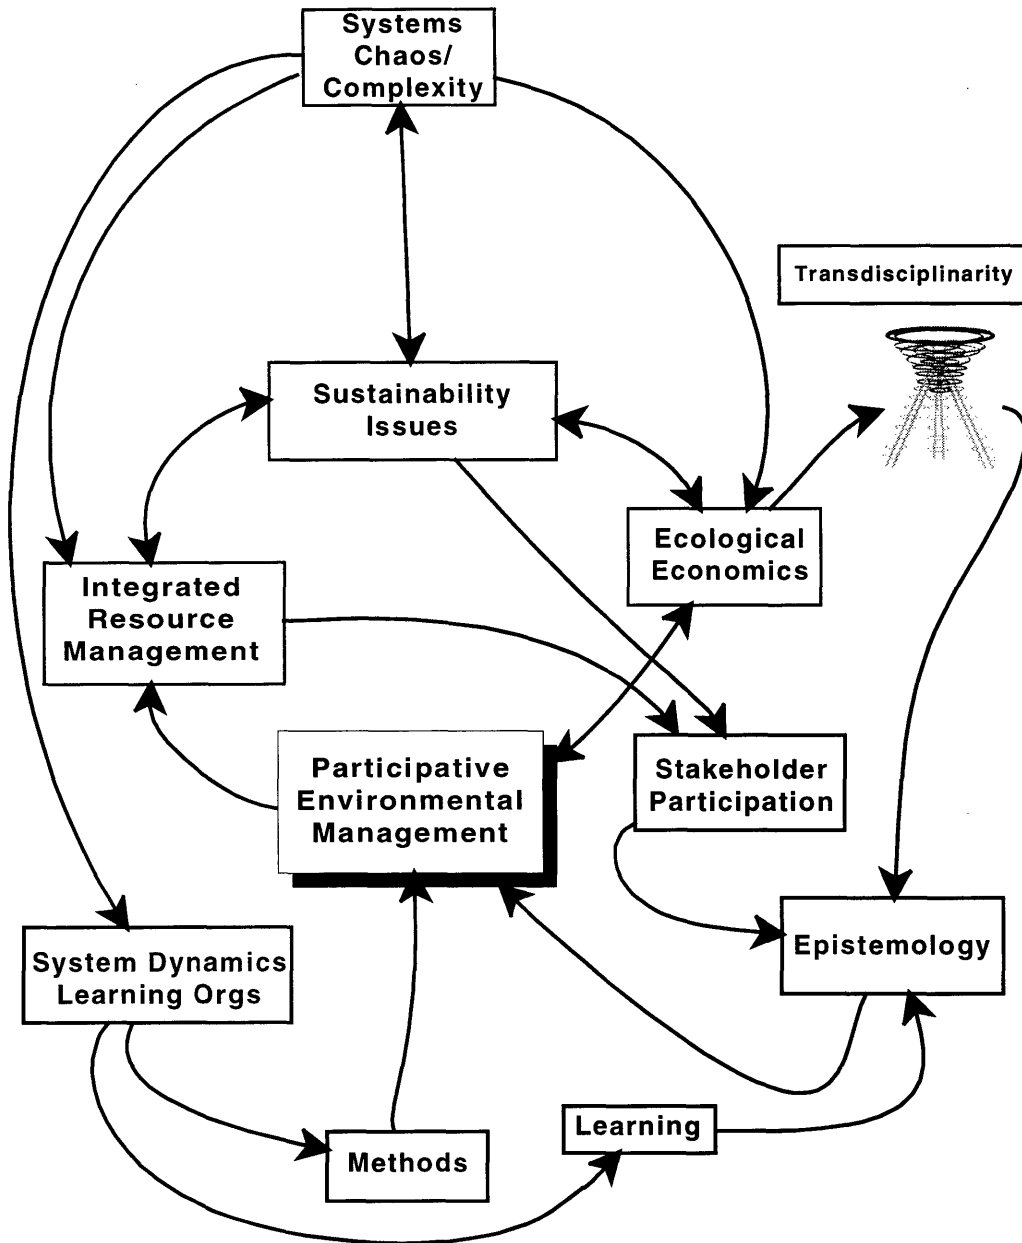 Systems
Chaos/
Complexity
Transdisciplinarity
Sustainability
Issues
Ecological
Economics
Integrated
Resource
Management
Participative
Environmental
Management
Stakeholder
Participation
Epistemology
System Dynamics
Learning Orgs
Learning
Methods